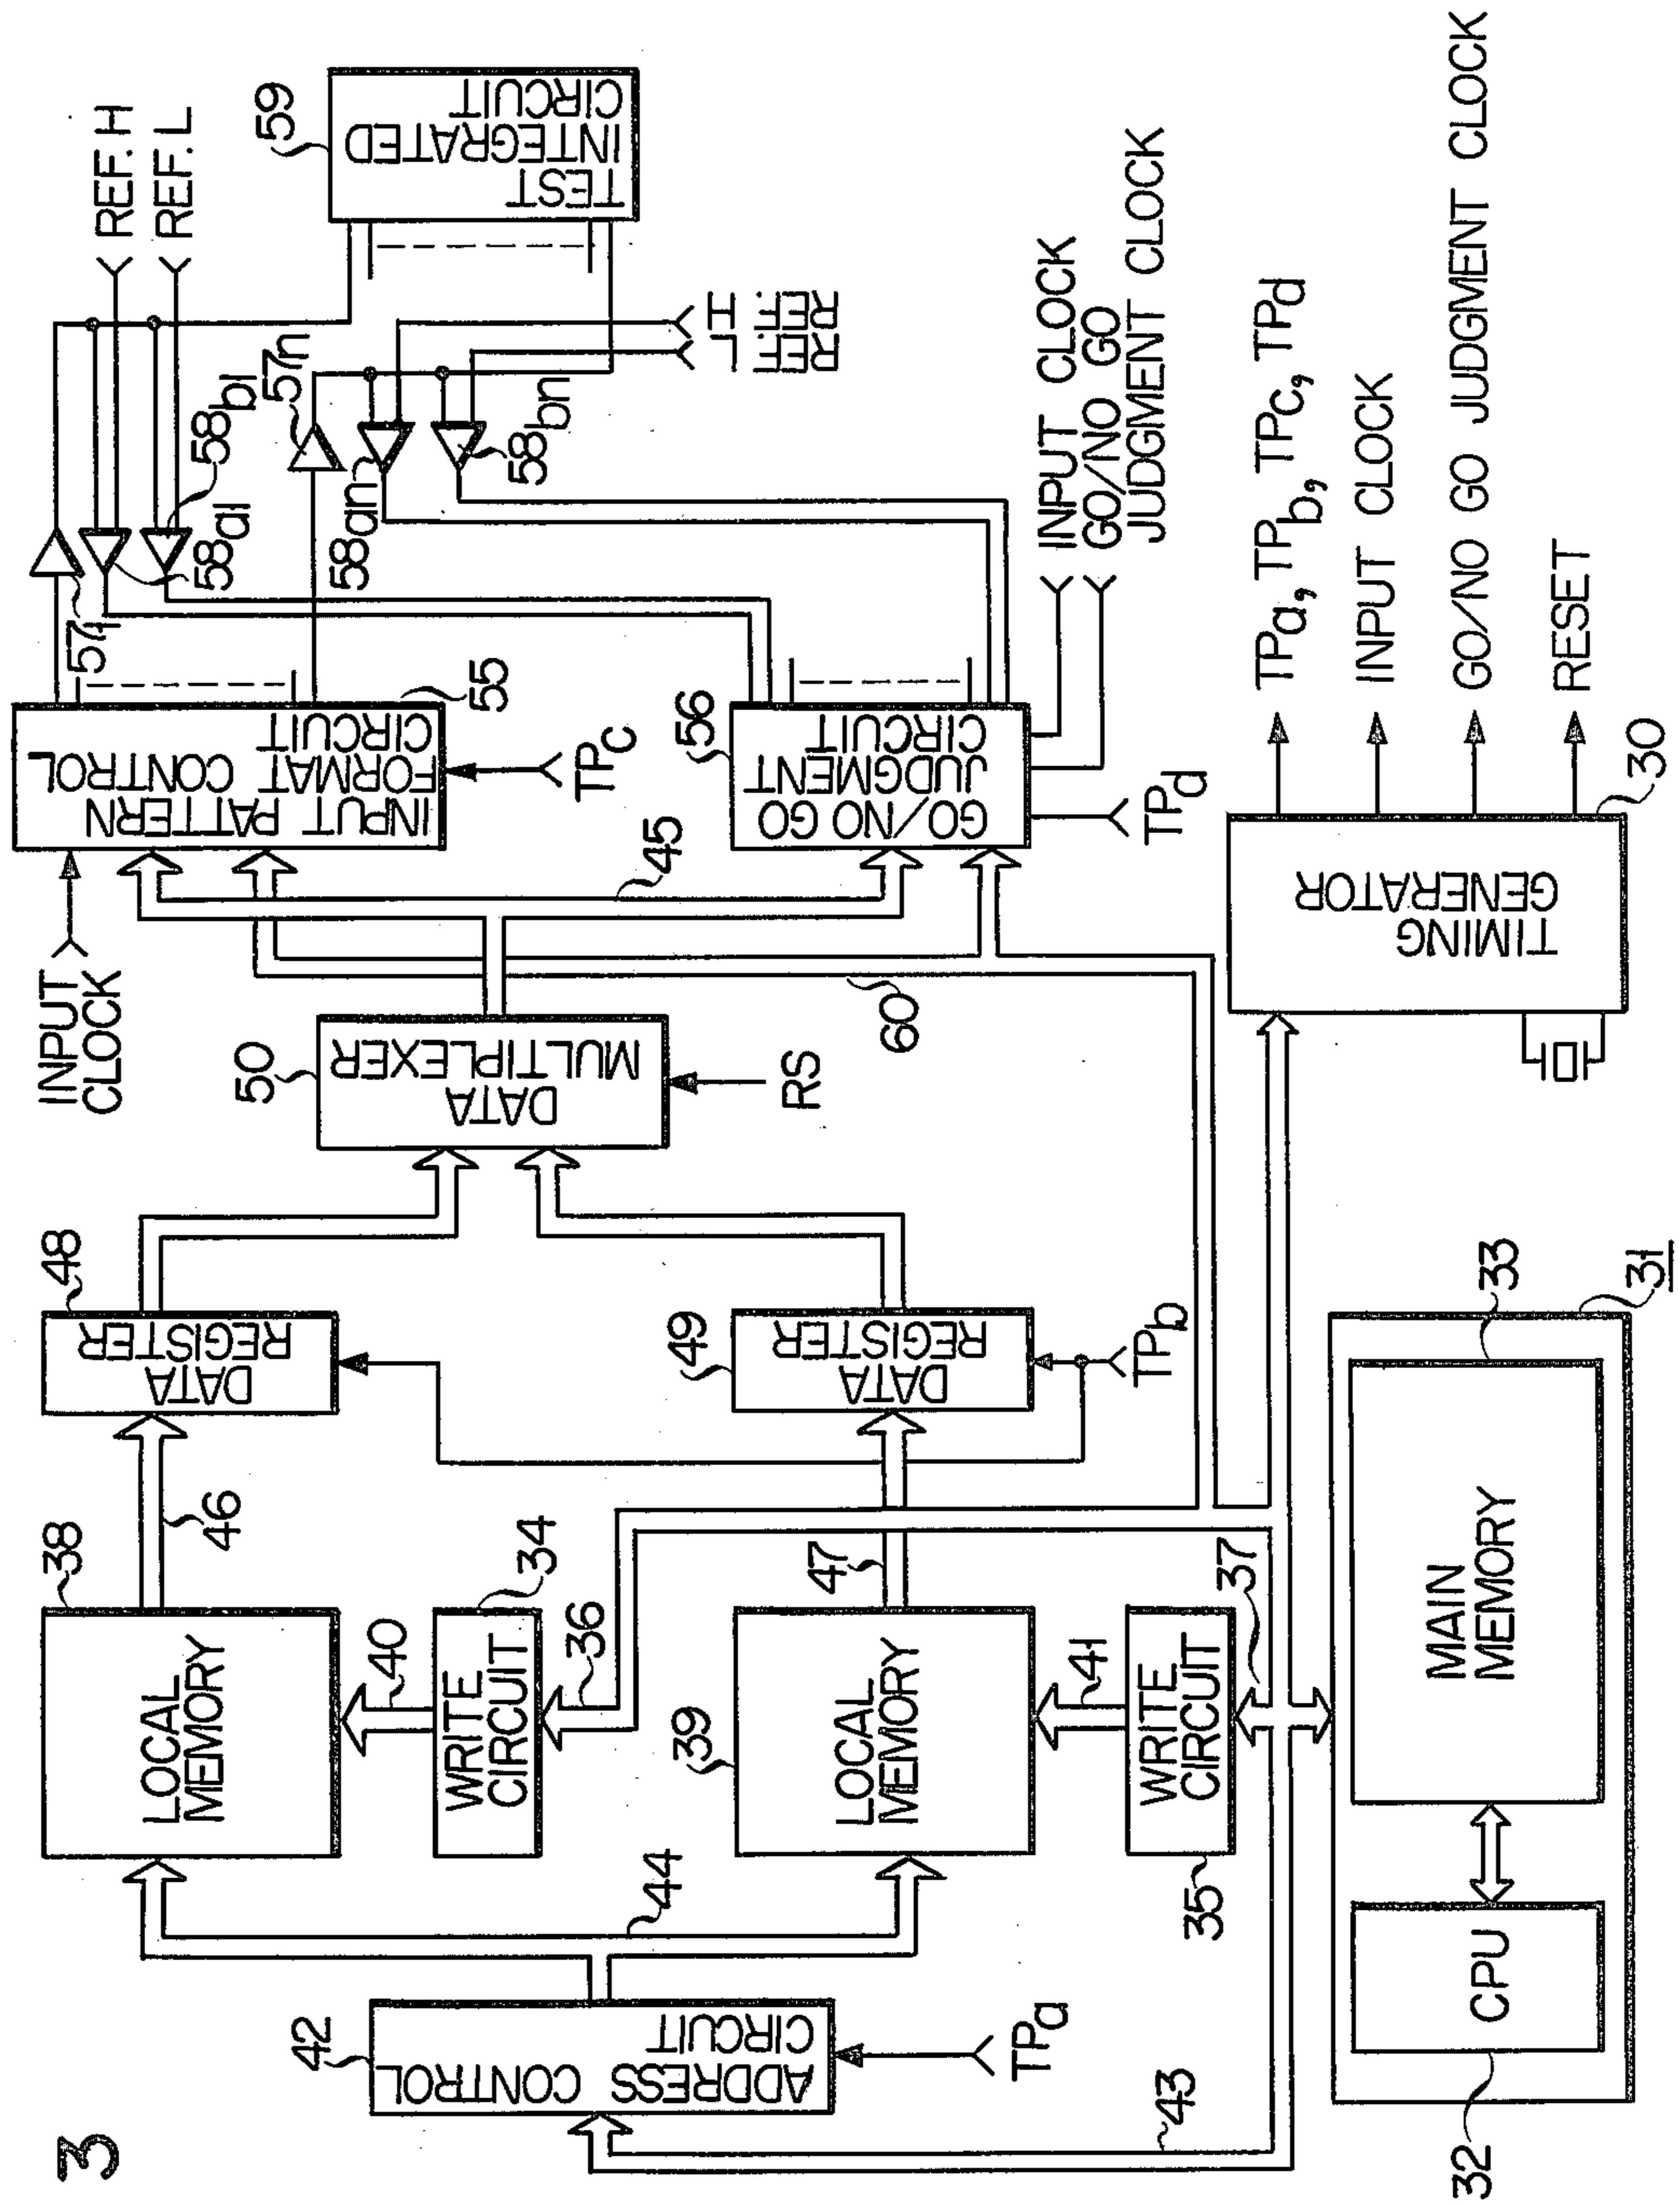 3
42
ADDRESS CONTROL
CIRCUIT
TPa
43
44
38
LOCAL
MEMORY
40
WRITE
CIRCUIT
34
36
46
39
LOCAL
MEMORY
41
WRITE
CIRCUIT
35
37
47
48
DATA
REGISTER
49
DATA
REGISTER
TPb
50
DATA
MULTIPLEXER
RS
INPUT
CLOCK
45
60
INPUT PATTERN
FORMAT CONTROL
CIRCUIT
55
TPc
56
GO/NO GO
JUDGMENT
CIRCUIT
TPd
INPUT CLOCK
GO/NO GO
JUDGMENT CLOCK
571
58a1
58b1
REF.H
REF.L
57n
58an
58bn
REF.L
REF.H
59
TEST
INTEGRATED
CIRCUIT
32
CPU
MAIN
MEMORY
33
31
TIMING
GENERATOR
30
TPa, TPb, TPc, TPd
INPUT CLOCK
GO/NO GO JUDGMENT CLOCK
RESET